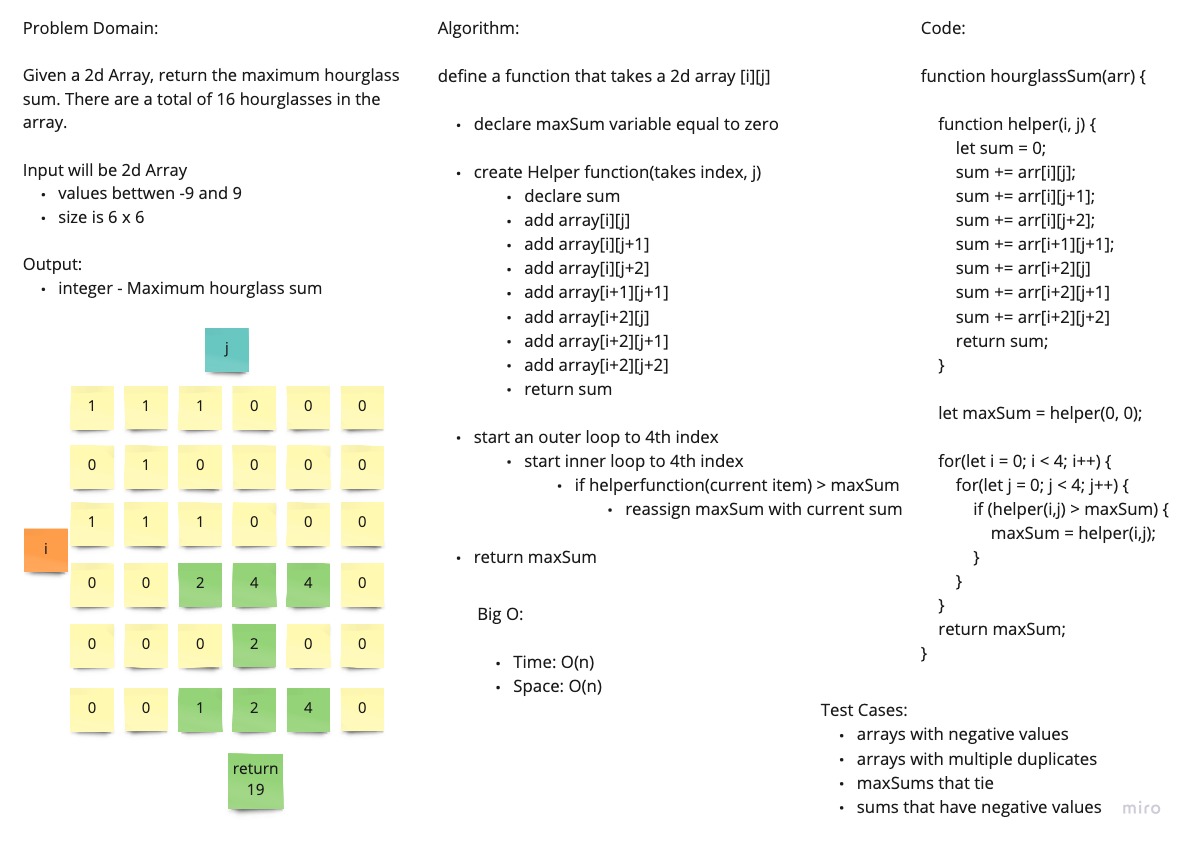 Problem Domain:
Given a 2d Array, return the maximum hourglass
sum. There are a total of 16 hourglasses in the
array.
Input will be 2d Array
• values bettwen -9 and 9
• size is 6 x 6
Output:
• integer - Maximum hourglass sum
j
1 1 1 0 0 0
0 1 0 0 0 0
1 1 1 0 0 0
i
0 0 2 4 4 0
0 0 0 2 0 0
0 0 1 2 4 0
return
19
Algorithm:
define a function that takes a 2d array [i][j]
• declare maxSum variable equal to zero
• create Helper function(takes index, j)
• declare sum
• add array[i][j]
• add array[i][j+1]
• add array[i][j+2]
• add array[i+1][j+1]
• add array[i+2][j]
• add array[i+2][j+1]
• add array[i+2][j+2]
• return sum
• start an outer loop to 4th index
• start inner loop to 4th index
• if helperfunction(current item) > maxSum
• reassign maxSum with current sum
• return maxSum
Big O:
• Time: O(n)
• Space: O(n)
Code:
function hourglassSum(arr) {
function helper(i, j) {
let sum = 0;
sum += arr[i][j];
sum += arr[i][j+1];
sum += arr[i][j+2];
sum += arr[i+1][j+1];
sum += arr[i+2][j]
sum += arr[i+2][j+1]
sum += arr[i+2][j+2]
return sum;
}
let maxSum = helper(0, 0);
for(let i = 0; i < 4; i++) {
for(let j = 0; j < 4; j++) {
if (helper(i,j) > maxSum) {
maxSum = helper(i,j);
}
}
}
return maxSum;
}
Test Cases:
• arrays with negative values
• arrays with multiple duplicates
• maxSums that tie
• sums that have negative values
miro